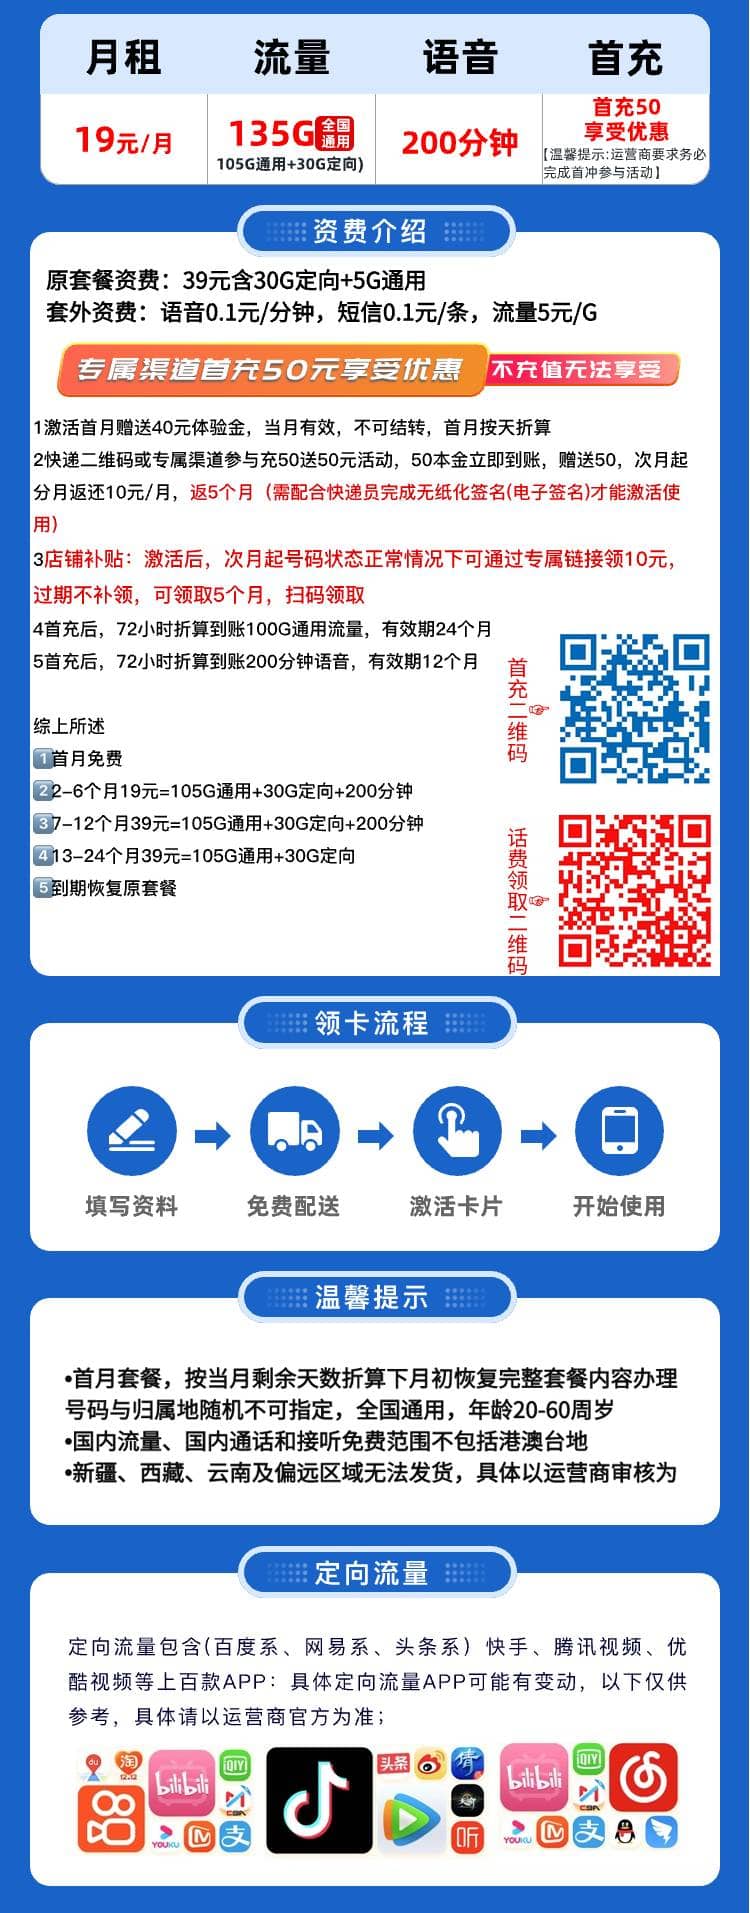 月租
流量
语音
首充
19元/月
135G全国通用
105G通用+30G定向)
200分钟
首充50
享受优惠
【温馨提示:运营商要求务必
完成首冲参与活动】
资费介绍
原套餐资费：39元含30G定向+5G通用
套外资费：语音0.1元/分钟，短信0.1元/条，流量5元/G
专属渠道首充50元享受优惠
不充值无法享受
1激活首月赠送40元体验金，当月有效，不可结转，首月按天折算
2快递二维码或专属渠道参与充50送50元活动，50本金立即到账，赠送50，次月起
分月返还10元/月，返5个月（需配合快递员完成无纸化签名(电子签名)才能激活使
用）
3店铺补贴：激活后，次月起号码状态正常情况下可通过专属链接领10元，
过期不补领，可领取5个月，扫码领取
4首充后，72小时折算到账100G通用流量，有效期24个月
5首充后，72小时折算到账200分钟语音，有效期12个月
首充二维码
综上所述
1首月免费
2 2-6个月19元=105G通用+30G定向+200分钟
3 7-12个月39元=105G通用+30G定向+200分钟
4 13-24个月39元=105G通用+30G定向
5到期恢复原套餐
话费领取二维码
领卡流程
填写资料
免费配送
激活卡片
开始使用
温馨提示
•首月套餐，按当月剩余天数折算下月初恢复完整套餐内容办理
号码与归属地随机不可指定，全国通用，年龄20-60周岁
•国内流量、国内通话和接听免费范围不包括港澳台地
•新疆、西藏、云南及偏远区域无法发货，具体以运营商审核为
定向流量
定向流量包含(百度系、网易系、头条系）快手、腾讯视频、优
酷视频等上百款APP：具体定向流量APP可能有变动，以下仅供
参考，具体请以运营商官方为准；
du
淘
12.12
bilibili
QIY
CBA
YOUKU
支
头条
倩
听
bilibili
QIY
CBA
YOUKU
支